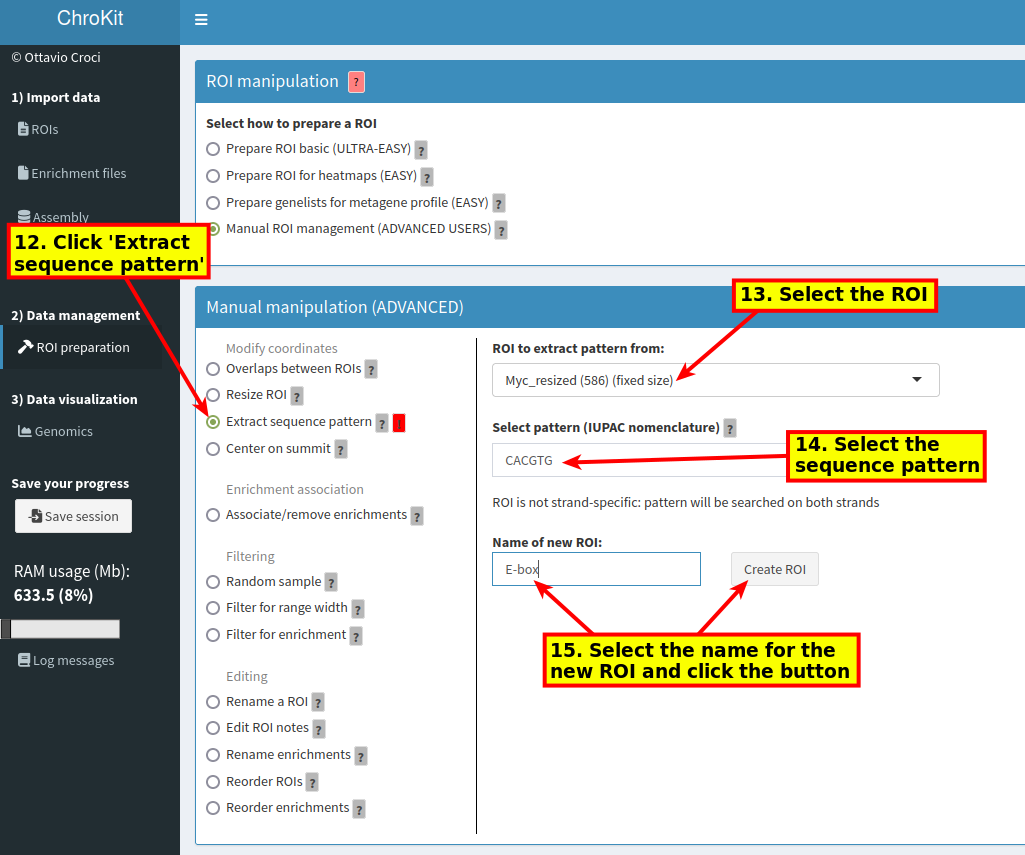 ChroKit
© Ottavio Croci
1) Import data
ROIs
Enrichment files
Assembly
2) Data management
ROI preparation
3) Data visualization
Genomics
Save your progress
Save session
RAM usage (Mb):
633.5 (8%)
Log messages
ROI manipulation ?
Select how to prepare a ROI
Prepare ROI basic (ULTRA-EASY) ?
Prepare ROI for heatmaps (EASY) ?
Prepare genelists for metagene profile (EASY) ?
Manual ROI management (ADVANCED USERS) ?
12. Click 'Extract
sequence pattern'
Manual manipulation (ADVANCED)
Modify coordinates
Overlaps between ROIs ?
Resize ROI ?
Extract sequence pattern ?
Center on summit ?
Enrichment association
Associate/remove enrichments ?
Filtering
Random sample ?
Filter for range width ?
Filter for enrichment ?
Editing
Rename a ROI ?
Edit ROI notes ?
Rename enrichments ?
Reorder ROIs ?
Reorder enrichments ?
13. Select the ROI
ROI to extract pattern from:
Myc_resized (586) (fixed size)
Select pattern (IUPAC nomenclature) ?
CACGTG
14. Select the
sequence pattern
ROI is not strand-specific: pattern will be searched on both strands
Name of new ROI:
E-box
Create ROI
15. Select the name for the
new ROI and click the button